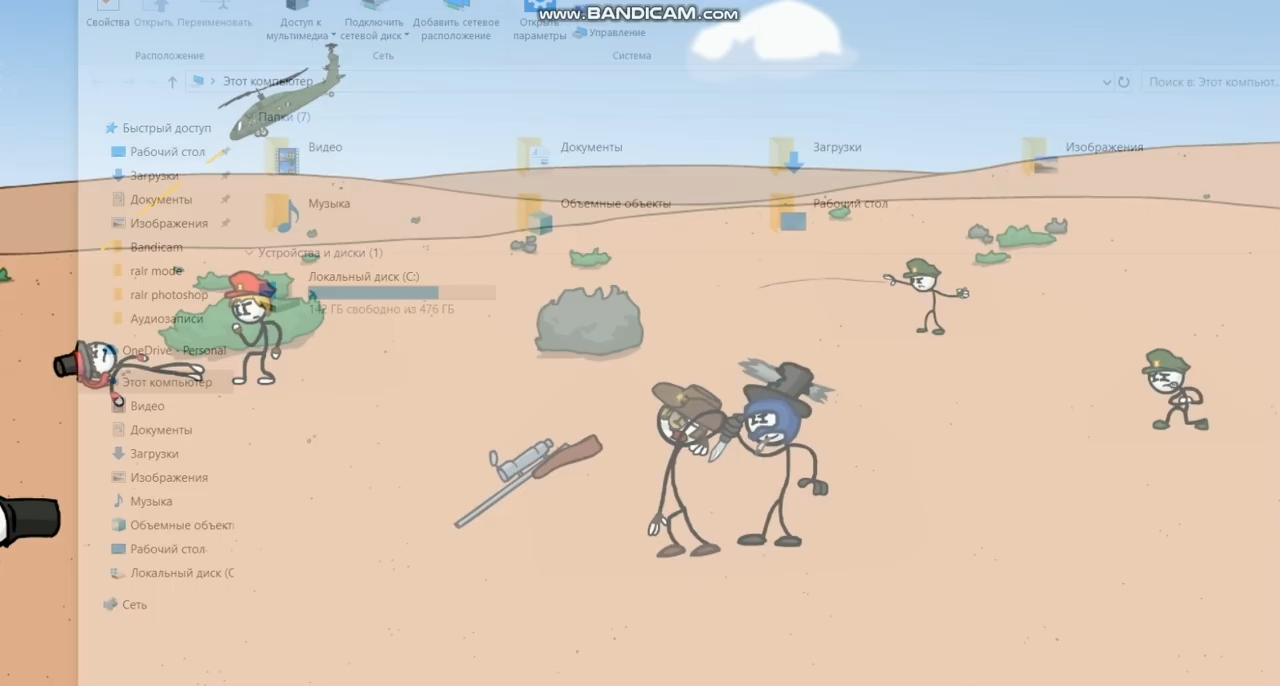 www.BANDICAM.com
Свойства Открыть Переименовать
Доступ к мультимедиа
Подключить сетевой диск
Добавить сетевое расположение
Открыть параметры
Управление
Расположение
Сеть
Система
Этот компьютер
Поиск в: Этот компьют...
Быстрый доступ
Рабочий стол
Загрузки
Документы
Изображения
Bandicam
ralr mode
ralr photoshop
Аудиозаписи
OneDrive - Personal
Этот компьютер
Видео
Документы
Загрузки
Изображения
Музыка
Объемные объект
Рабочий стол
Локальный диск (C
Сеть
Папки (7)
Видео
Документы
Загрузки
Изображения
Музыка
Объемные объекты
Рабочий стол
Устройства и диски (1)
Локальный диск (C:)
142 ГБ свободно из 476 ГБ